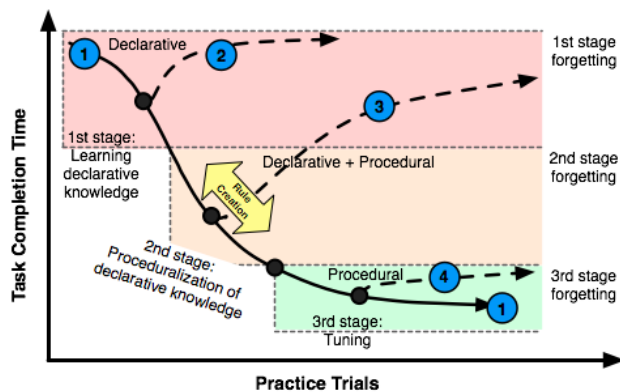 Declarative
1
2
1st stage
forgetting
3
1st stage:
Learning
declarative
knowledge
Declarative + Procedural
2nd stage
forgetting
Rule
Creation
2nd stage:
Proceduralization of
declarative knowledge
Procedural
4
3rd stage
forgetting
1
3rd stage:
Tuning
Task Completion Time
Practice Trials